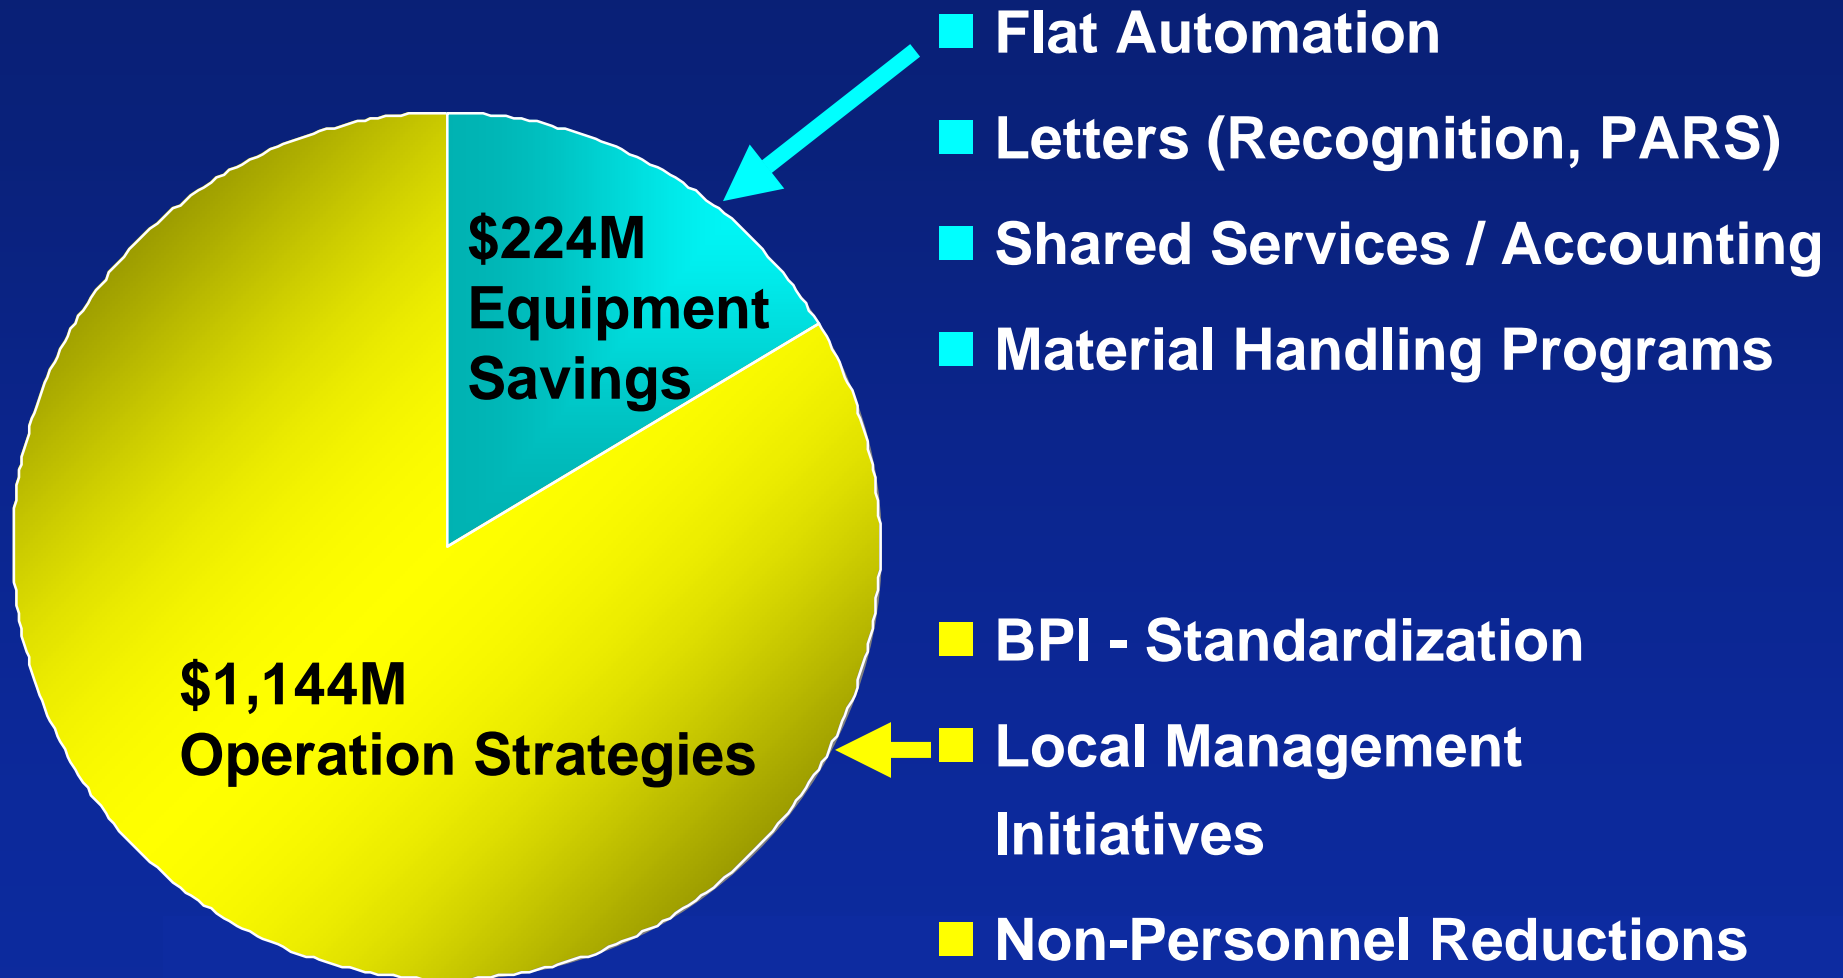 Flat Automation
Letters (Recognition, PARS)
Shared Services / Accounting
Material Handling Programs
$224M
Equipment
Savings
$1,144M
Operation Strategies
BPI - Standardization
Local Management
Initiatives
Non-Personnel Reductions